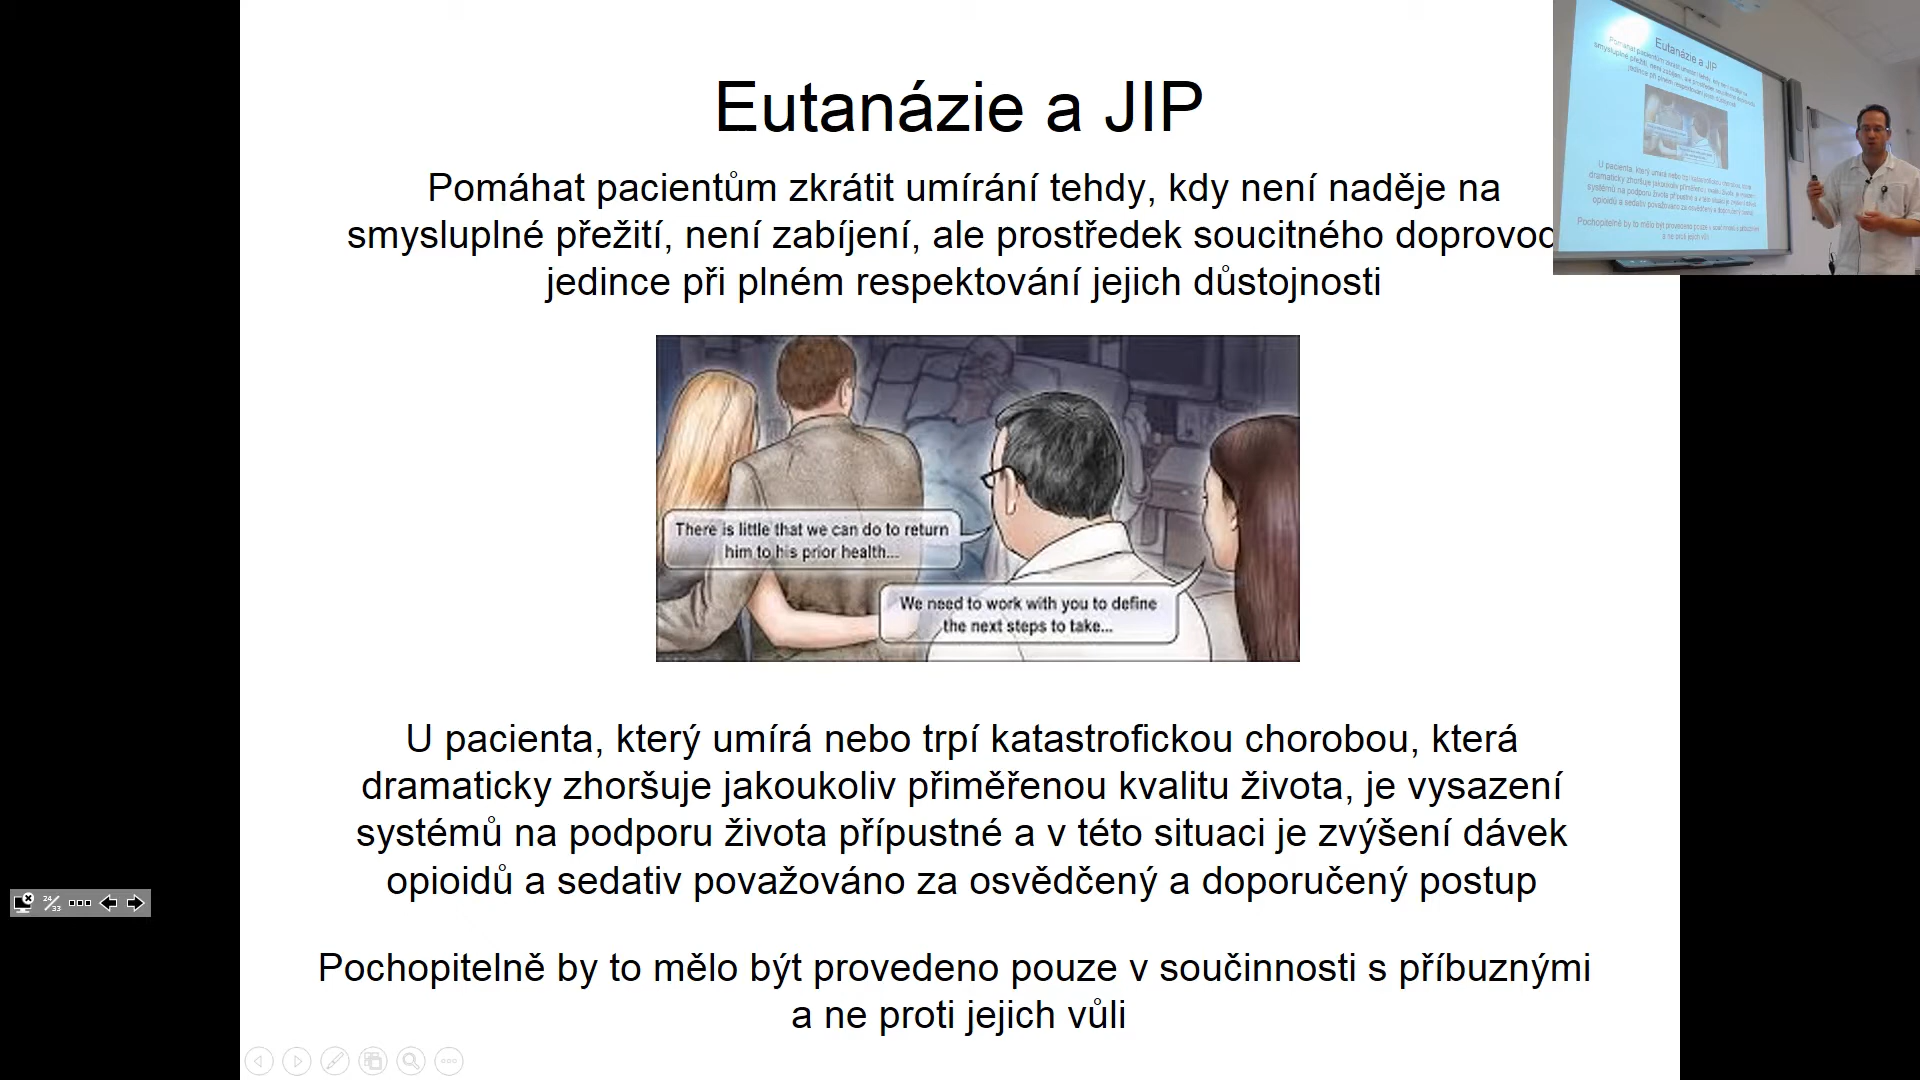 Eutanázie a JIP
Pomáhat pacientům zkrátit umírání tehdy, kdy není naděje na
smysluplné přežití, není zabíjení, ale prostředek soucitného doprovod
jedince při plném respektování jejich důstojnosti
There is little that we can do to return
him to his prior health...
We need to work with you to define
the next steps to take...
U pacienta, který umírá nebo trpí katastrofickou chorobou, která
dramaticky zhoršuje jakoukoliv přiměřenou kvalitu života, je vysazení
systémů na podporu života přípustné a v této situaci je zvýšení dávek
opioidů a sedativ považováno za osvědčený a doporučený postup
Pochopitelně by to mělo být provedeno pouze v součinnosti s příbuznými
a ne proti jejich vůli
24/33
Eutanázie a JIP